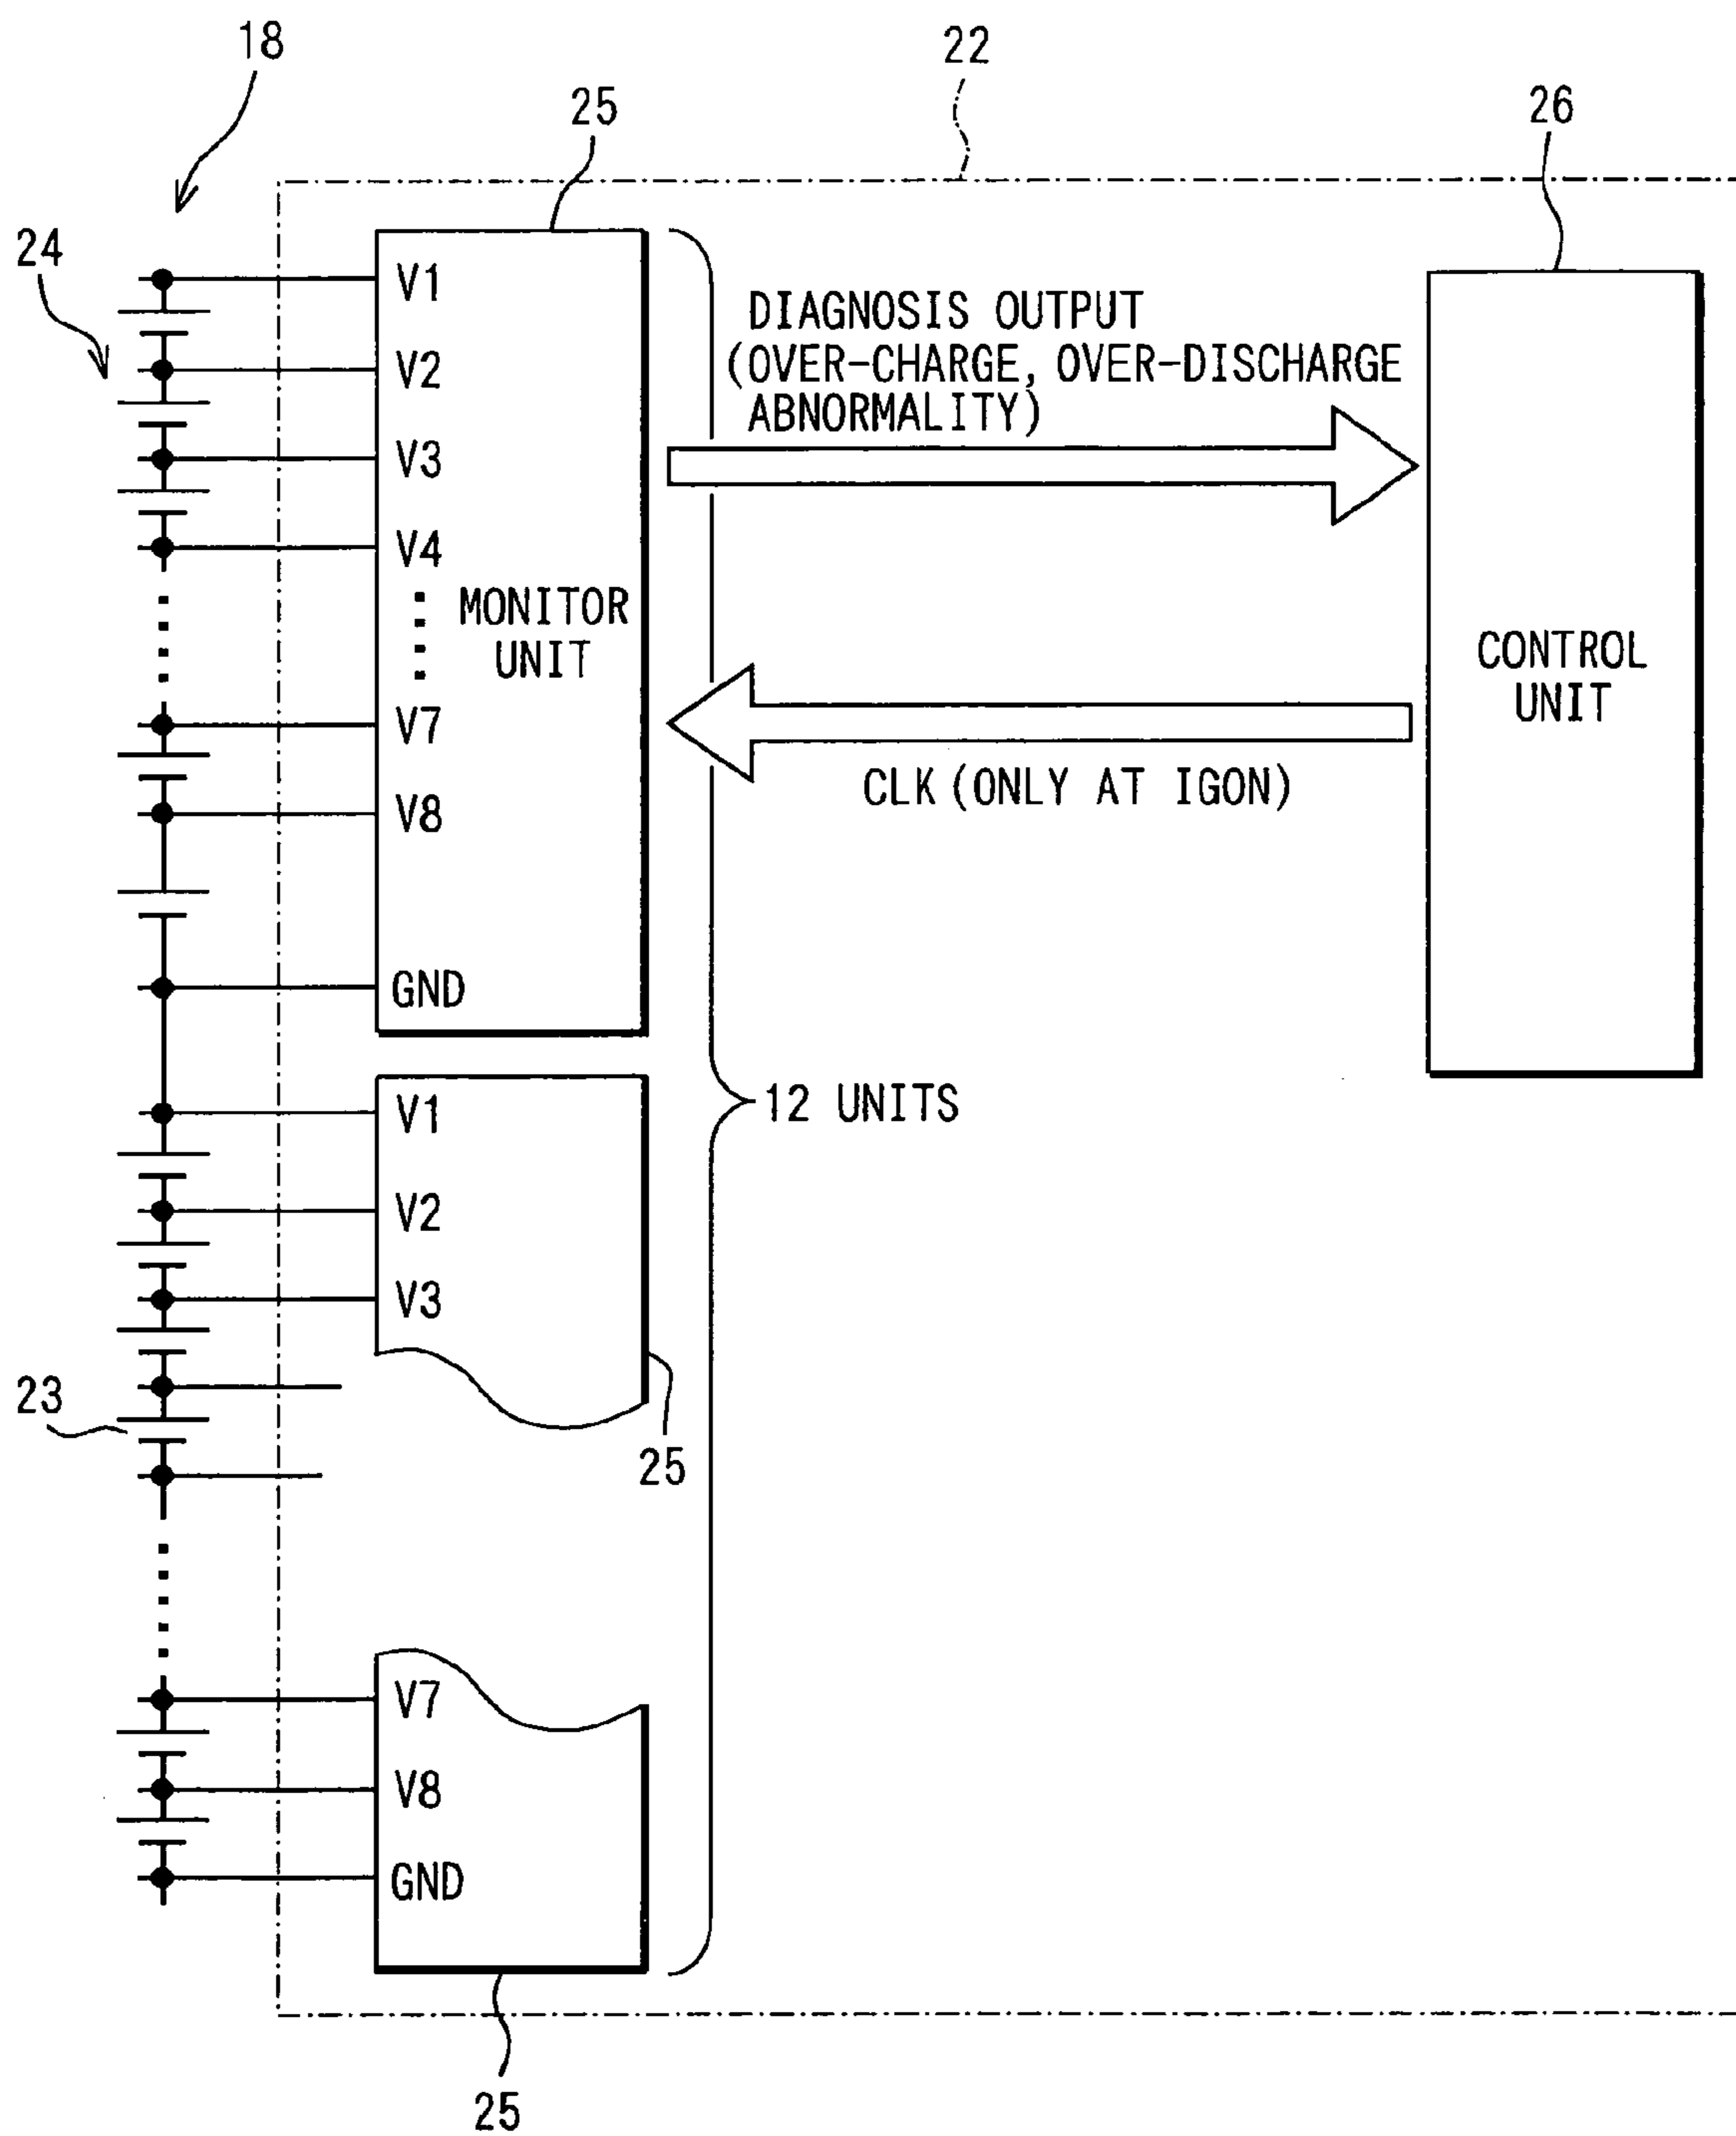 18
22
25
26
24
V1
V2
V3
V4
MONITOR
UNIT
V7
V8
GND
DIAGNOSIS OUTPUT
(OVER-CHARGE, OVER-DISCHARGE
ABNORMALITY)
CLK (ONLY AT IGON)
CONTROL
UNIT
12 UNITS
V1
V2
V3
23
25
V7
V8
GND
25